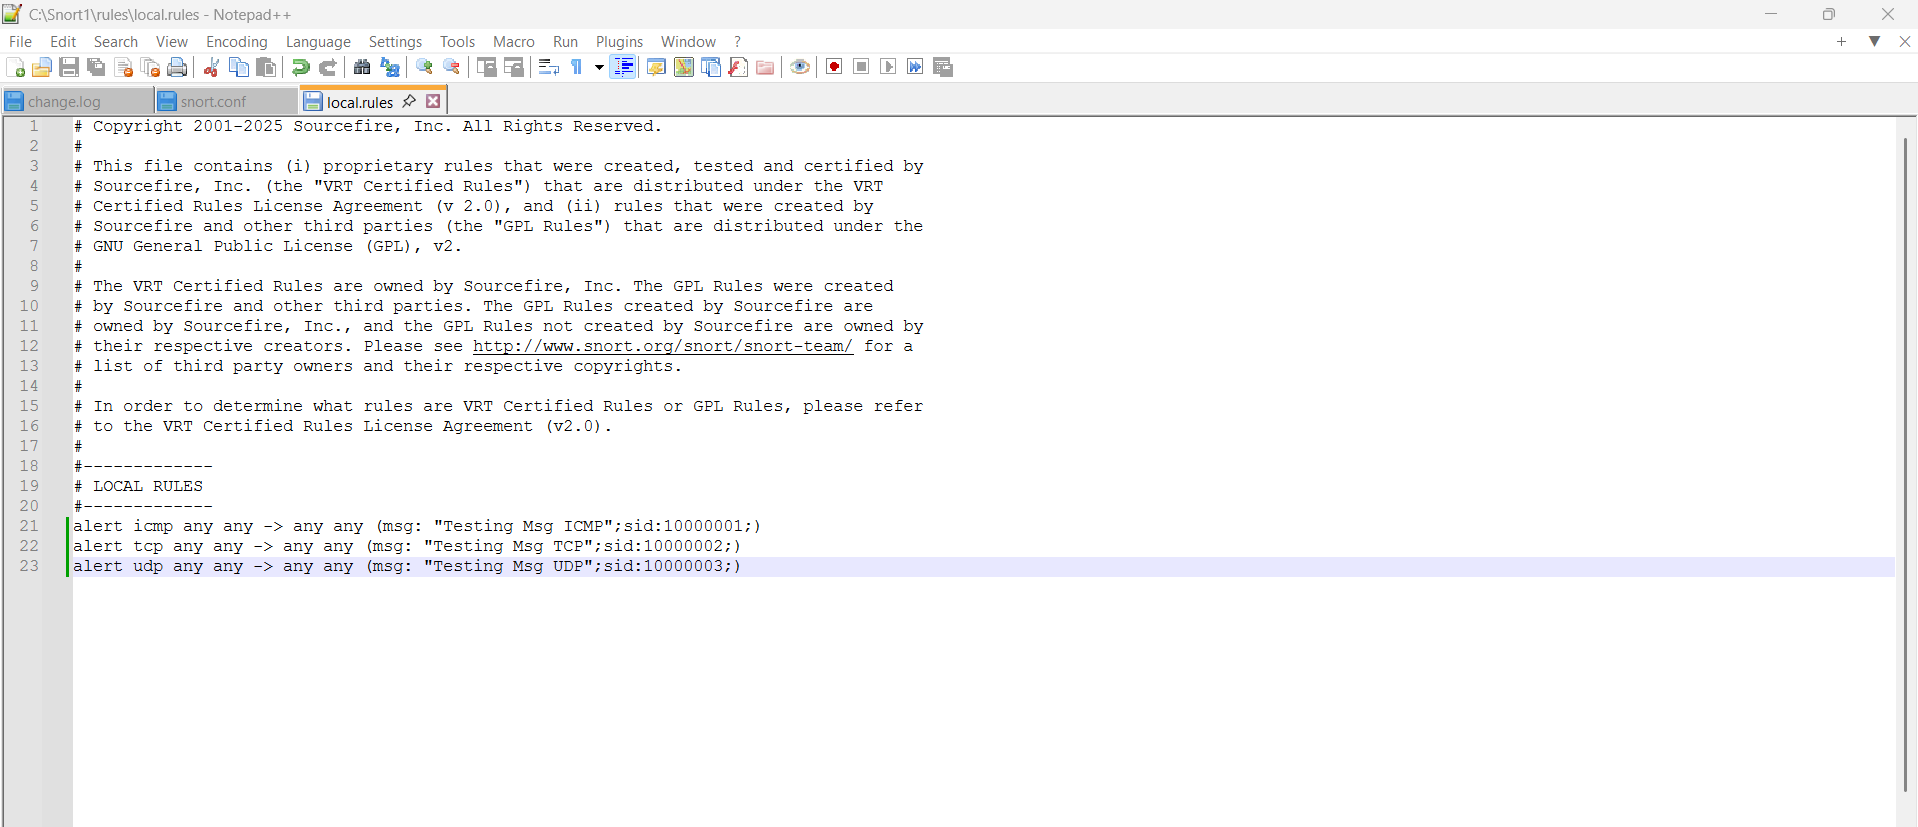 C:\Snort1\rules\local.rules - Notepad++
File Edit Search View Encoding Language Settings Tools Macro Run Plugins Window ?
change.log snort.conf local.rules
1 # Copyright 2001-2025 Sourcefire, Inc. All Rights Reserved.
2 #
3 # This file contains (i) proprietary rules that were created, tested and certified by
4 # Sourcefire, Inc. (the "VRT Certified Rules") that are distributed under the VRT
5 # Certified Rules License Agreement (v 2.0), and (ii) rules that were created by
6 # Sourcefire and other third parties (the "GPL Rules") that are distributed under the
7 # GNU General Public License (GPL), v2.
8 #
9 # The VRT Certified Rules are owned by Sourcefire, Inc. The GPL Rules were created
10 # by Sourcefire and other third parties. The GPL Rules created by Sourcefire are
11 # owned by Sourcefire, Inc., and the GPL Rules not created by Sourcefire are owned by
12 # their respective creators. Please see http://www.snort.org/snort/snort-team/ for a
13 # list of third party owners and their respective copyrights.
14 #
15 # In order to determine what rules are VRT Certified Rules or GPL Rules, please refer
16 # to the VRT Certified Rules License Agreement (v2.0).
17 #
18 #-------------
19 # LOCAL RULES
20 #-------------
21 alert icmp any any -> any any (msg: "Testing Msg ICMP";sid:10000001;)
22 alert tcp any any -> any any (msg: "Testing Msg TCP";sid:10000002;)
23 alert udp any any -> any any (msg: "Testing Msg UDP";sid:10000003;)